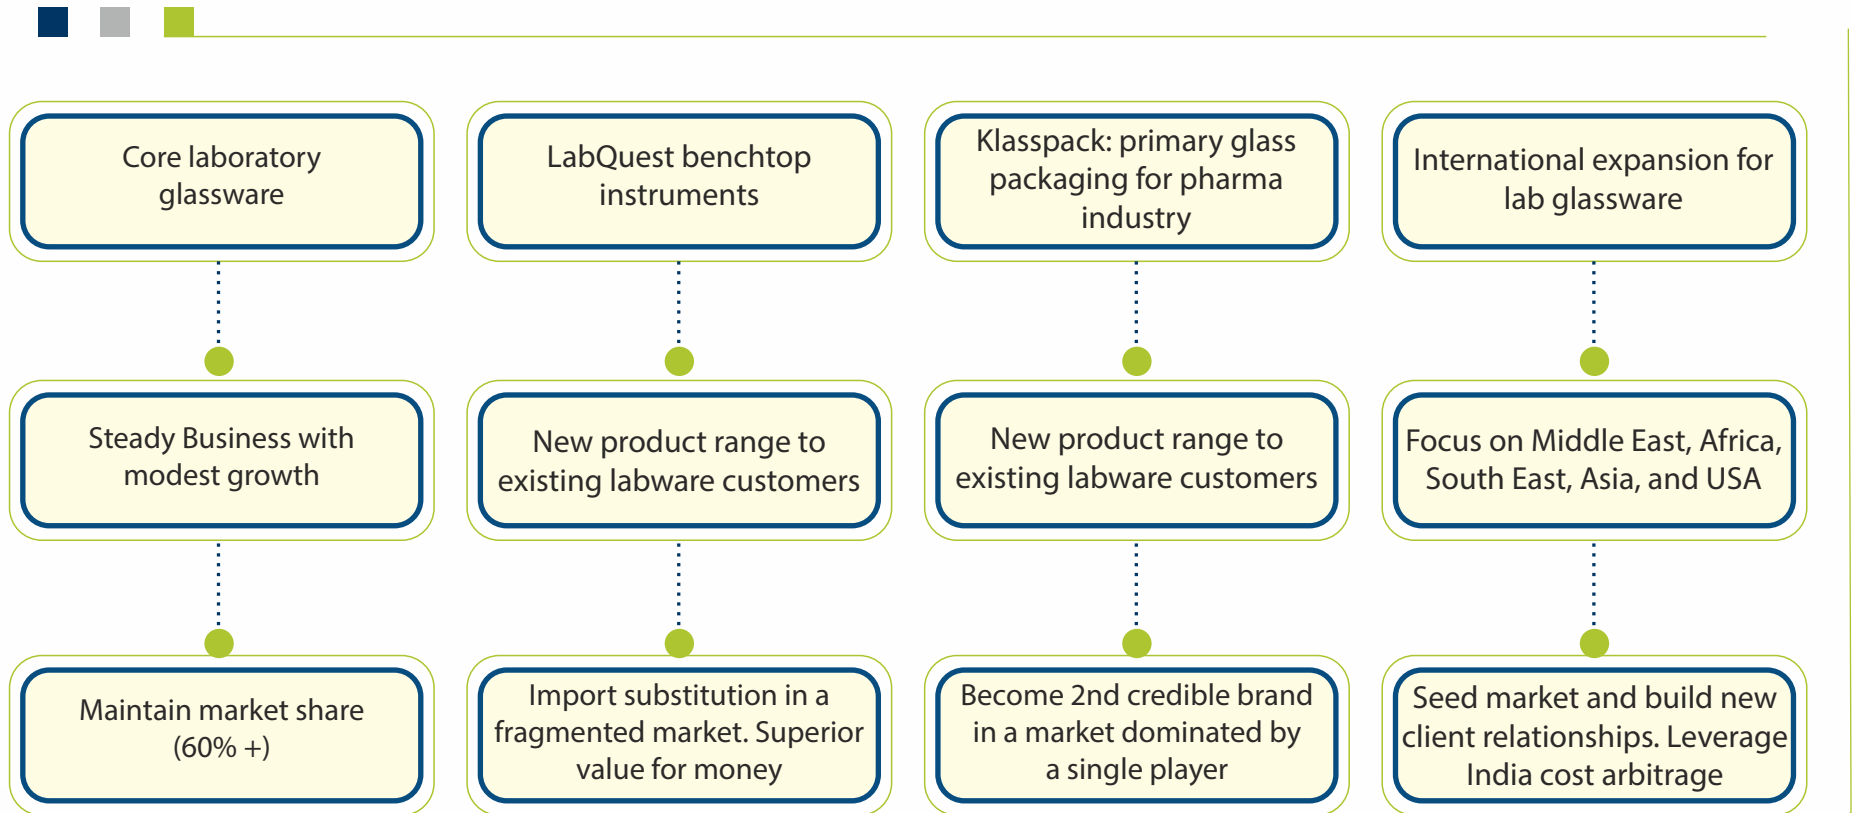 Core laboratory
glassware
LabQuest benchtop
instruments
Klasspack: primary glass
packaging for pharma
industry
International expansion for
lab glassware
Steady Business with
modest growth
New product range to
existing labware customers
New product range to
existing labware customers
Focus on Middle East, Africa,
South East, Asia, and USA
Maintain market share
(60% +)
Import substitution in a
fragmented market. Superior
value for money
Become 2nd credible brand
in a market dominated by
a single player
Seed market and build new
client relationships. Leverage
India cost arbitrage